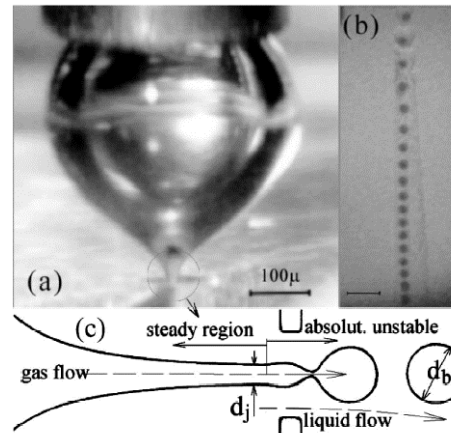 (b)
(a)
100μ
(c)
steady region
absolut. unstable
gas flow
d_b
d_j
liquid flow